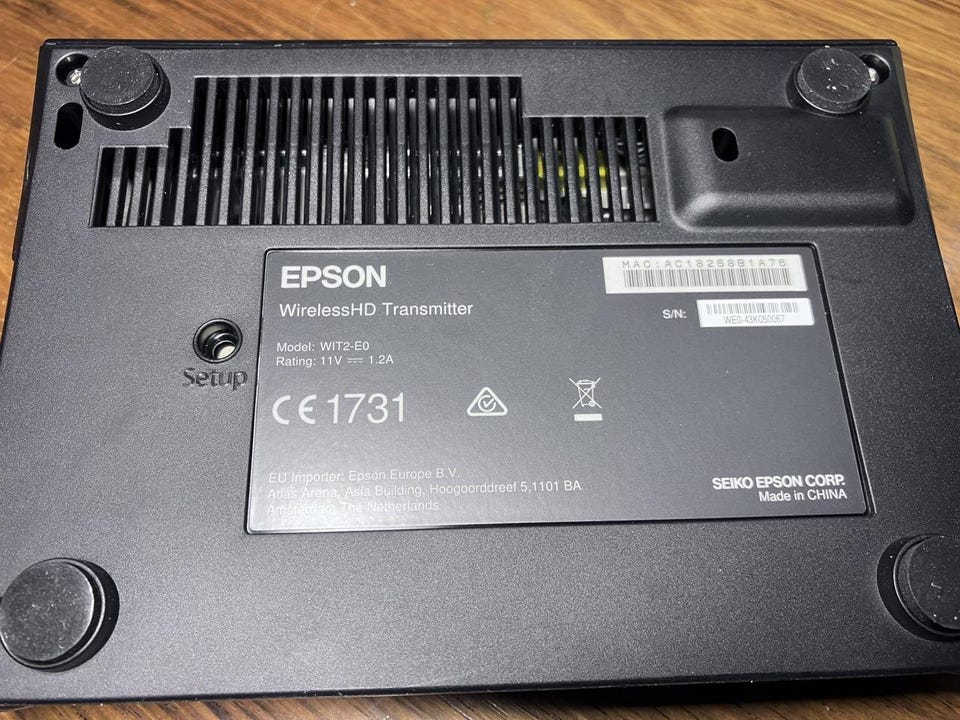 EPSON
WirelessHD Transmitter
MAC:AC18258B1A76
S/N:
WE0-43K050067
Model: WIT2-E0
Rating: 11V ⎓ 1.2A
Setup
CE 1731
EU Importer: Epson Europe B.V.
Atlas Arena, Asia Building, Hoogoorddreef 5,1101 BA
Amsterdam The Netherlands
SEIKO EPSON CORP.
Made in CHINA